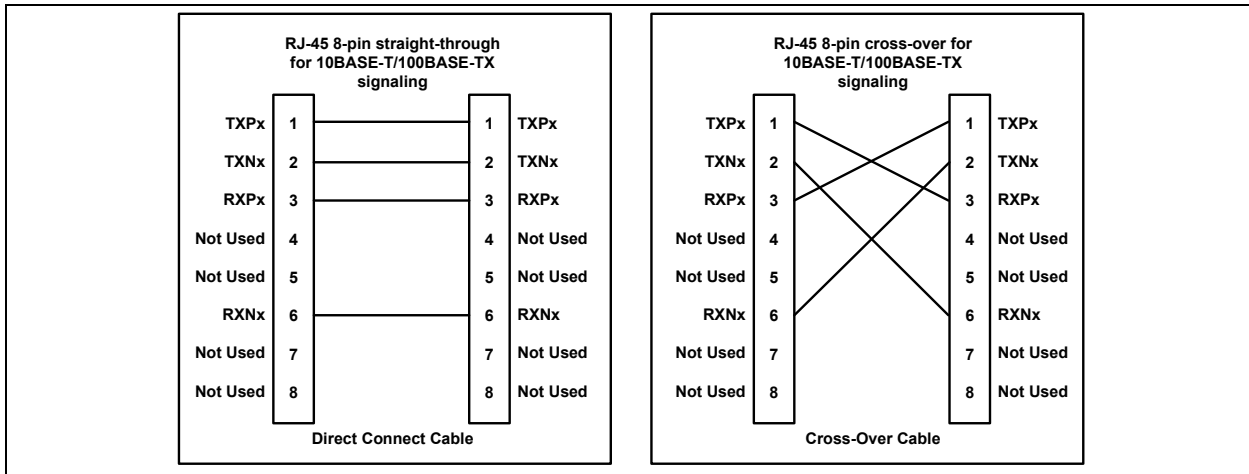 RJ-45 8-pin straight-through
for 10BASE-T/100BASE-TX
signaling
TXPx 1 1 TXPx
TXNx 2 2 TXNx
RXPx 3 3 RXPx
Not Used 4 4 Not Used
Not Used 5 5 Not Used
RXNx 6 6 RXNx
Not Used 7 7 Not Used
Not Used 8 8 Not Used
Direct Connect Cable
RJ-45 8-pin cross-over for
10BASE-T/100BASE-TX
signaling
TXPx 1 1 TXPx
TXNx 2 2 TXNx
RXPx 3 3 RXPx
Not Used 4 4 Not Used
Not Used 5 5 Not Used
RXNx 6 6 RXNx
Not Used 7 7 Not Used
Not Used 8 8 Not Used
Cross-Over Cable